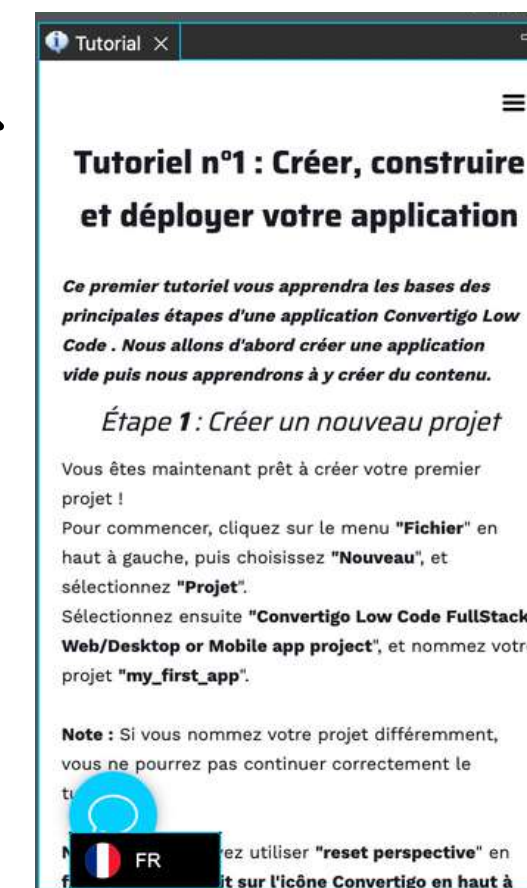 Tutorial
Tutoriel n°1 : Créer, construire
et déployer votre application
Ce premier tutoriel vous apprendra les bases des
principales étapes d'une application Convertigo Low
Code . Nous allons d'abord créer une application
vide puis nous apprendrons à y créer du contenu.
Étape 1 : Créer un nouveau projet
Vous êtes maintenant prêt à créer votre premier
projet !
Pour commencer, cliquez sur le menu "Fichier" en
haut à gauche, puis choisissez "Nouveau", et
sélectionnez "Projet".
Sélectionnez ensuite "Convertigo Low Code FullStack
Web/Desktop or Mobile app project", et nommez votre
projet "my_first_app".
Note : Si vous nommez votre projet différemment,
vous ne pourrez pas continuer correctement le
utiliser "reset perspective" en
FR
sur l'icône Convertigo en haut à